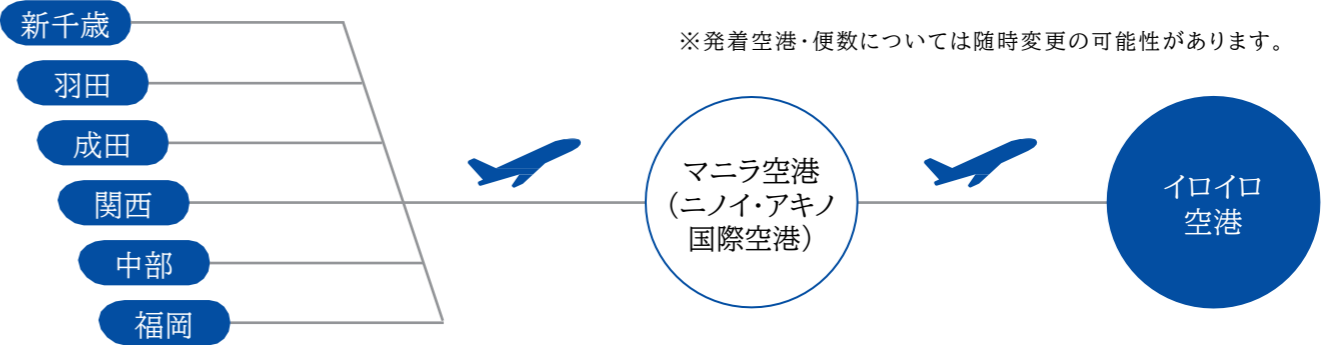 新千歳
羽田
成田
関西
中部
福岡
※発着空港・便数については随時変更の可能性があります。
マニラ空港
（ニノイ・アキノ
国際空港）
イロイロ
空港